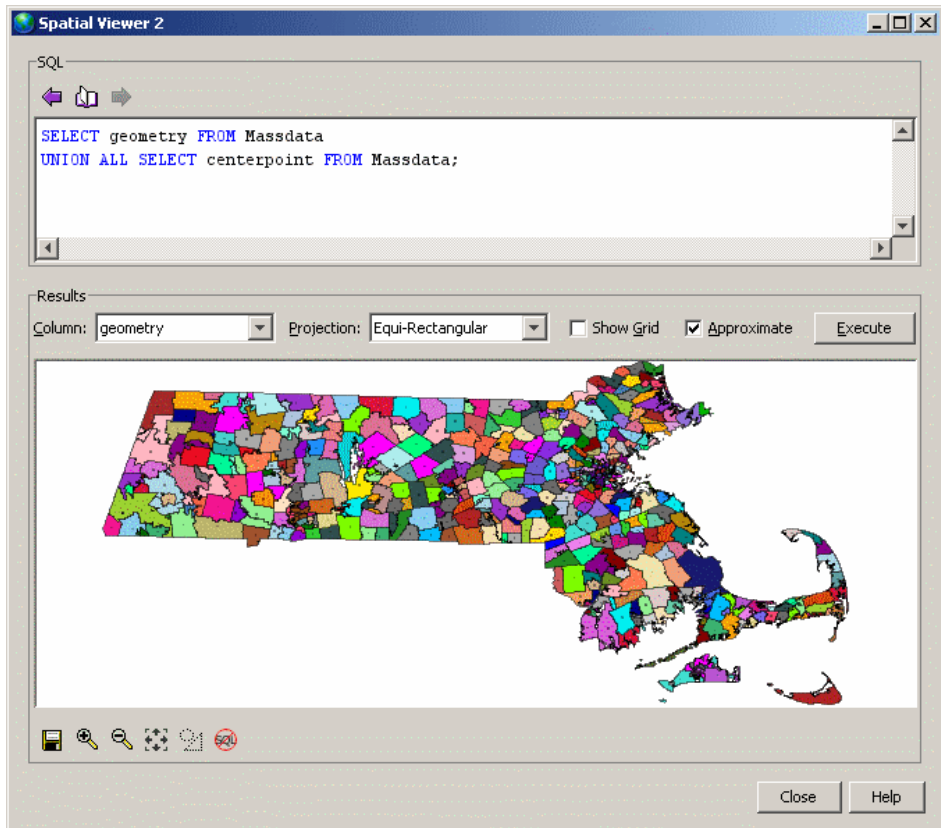 Spatial Viewer 2
SQL
SELECT geometry FROM Massdata
UNION ALL SELECT centerpoint FROM Massdata;
Results
Column: geometry Projection: Equi-Rectangular Show Grid Approximate Execute
SQL
Close Help